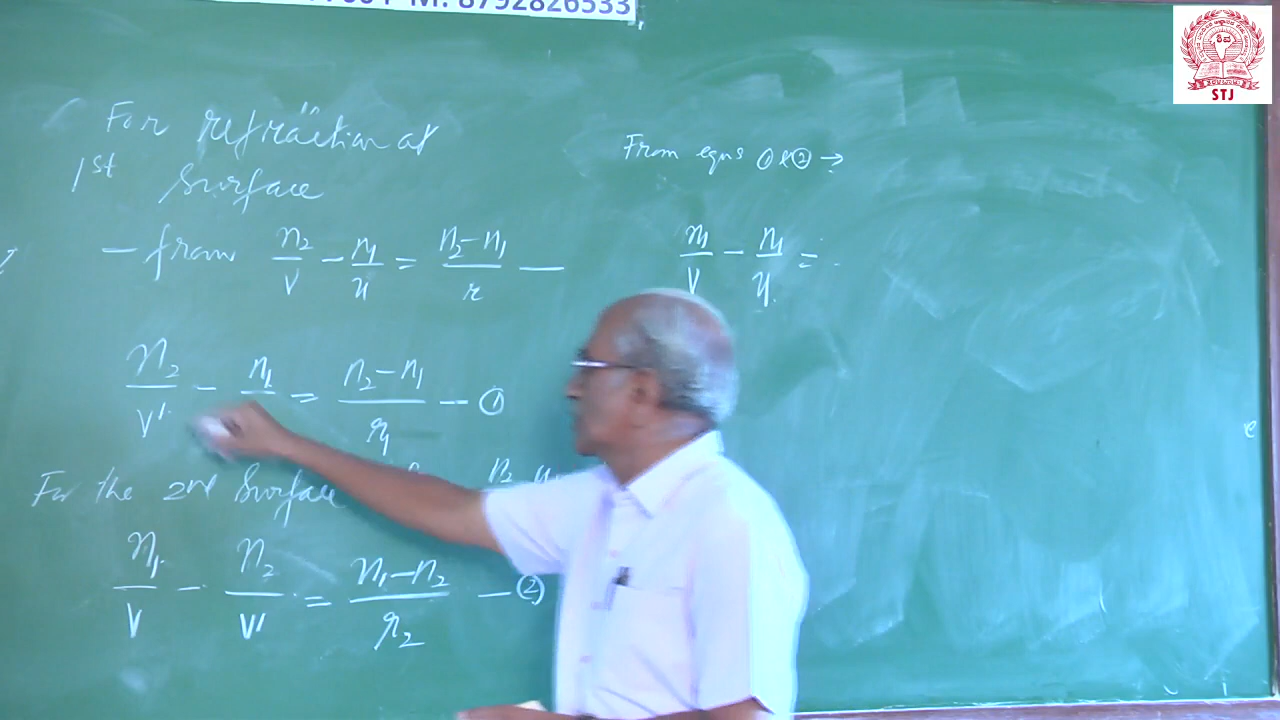 M: 8792826533
STJ
For refraction at
1st Surface
– from n₂/v – n₁/u = n₂–n₁/r —
n₂/v' – n₁/ = n₂–n₁/r₁ – ①
For the 2nd Surface
n₁/v – n₂/v' = n₁–n₂/r₂ – ②
From eqns ① & ② →
n₁/v – n₁/u =